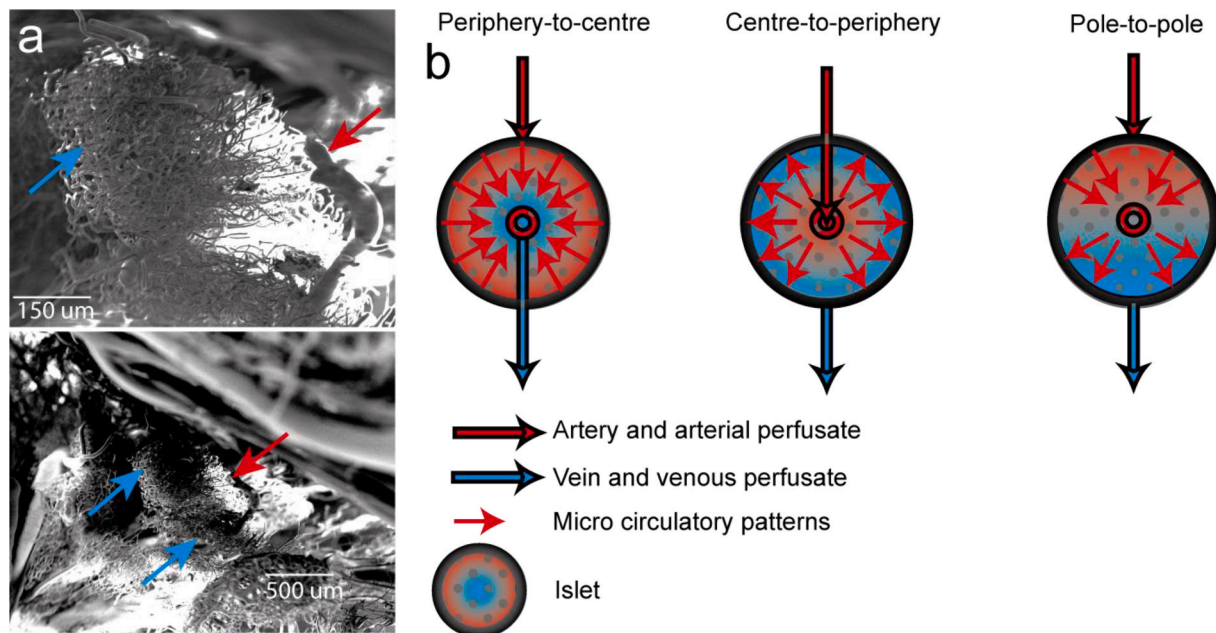 a
150 um
500 um
b
Periphery-to-centre
Centre-to-periphery
Pole-to-pole
Artery and arterial perfusate
Vein and venous perfusate
Micro circulatory patterns
Islet